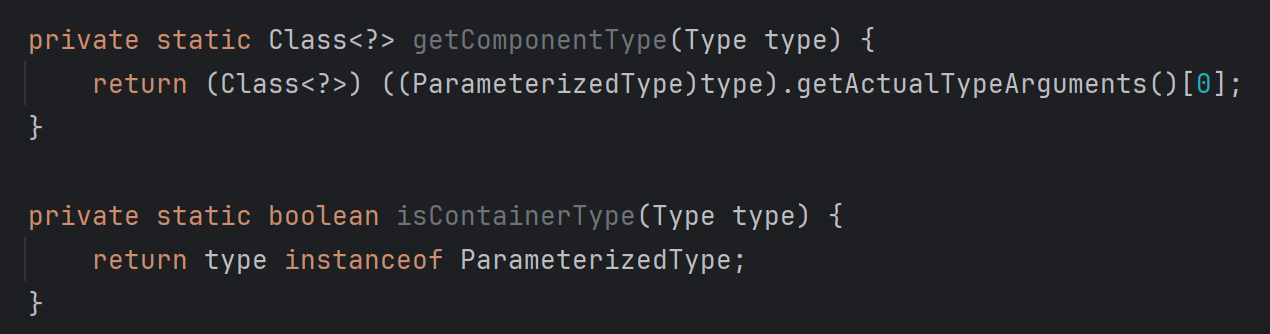 private static Class<?> getComponentType(Type type) {
    return (Class<?>) ((ParameterizedType)type).getActualTypeArguments()[0];
}

private static boolean isContainerType(Type type) {
    return type instanceof ParameterizedType;
}